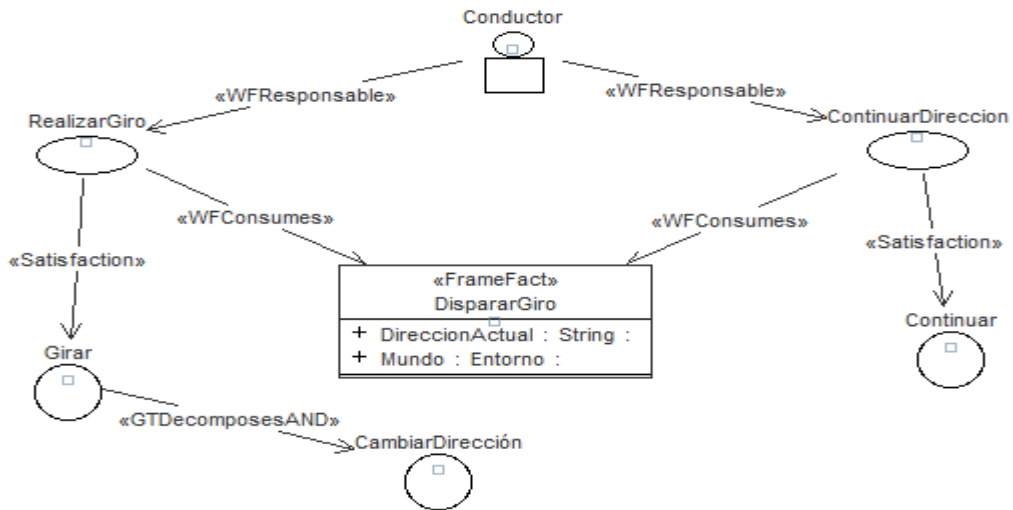 Conductor
«WFResponsable»
«WFResponsable»
RealizarGiro
ContinuarDireccion
«WFConsumes»
«WFConsumes»
«Satisfaction»
«Satisfaction»
«FrameFact»
DispararGiro
+ DireccionActual : String :
+ Mundo : Entorno :
Continuar
Girar
«GTDecomposesAND»
CambiarDirección